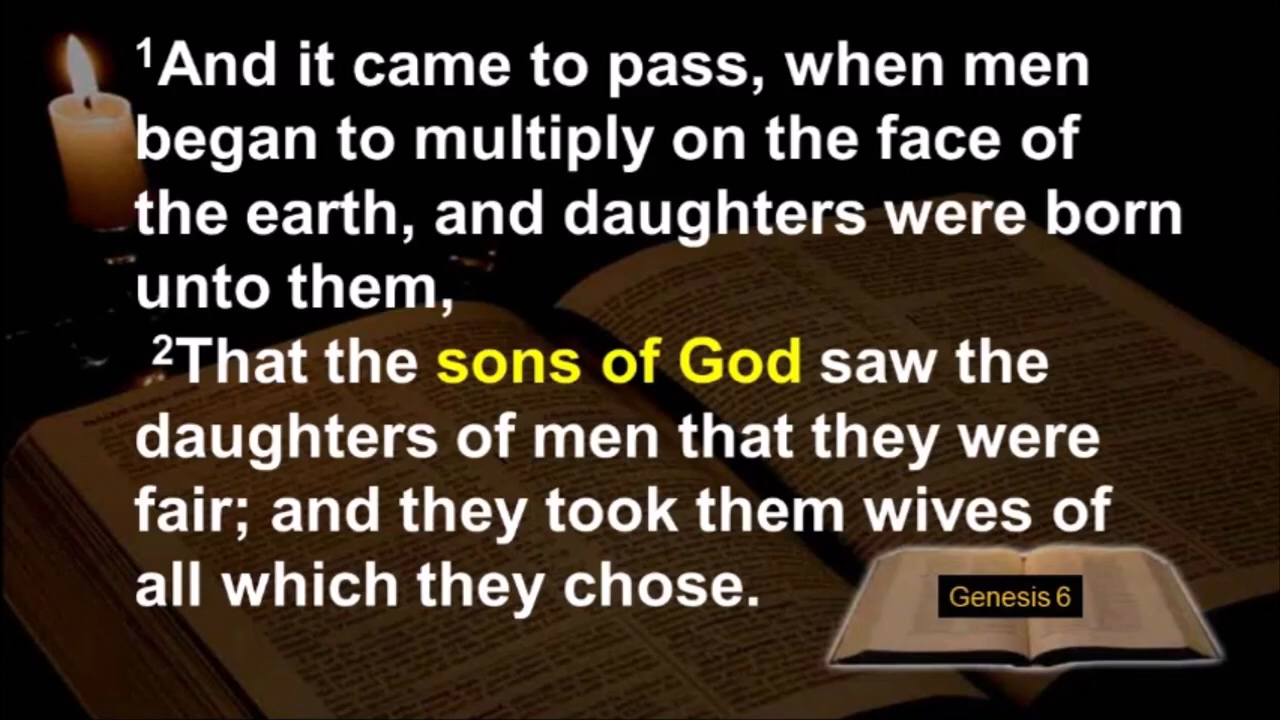 ¹And it came to pass, when men
began to multiply on the face of
the earth, and daughters were born
unto them,
²That the sons of God saw the
daughters of men that they were
fair; and they took them wives of
all which they chose.
Genesis 6